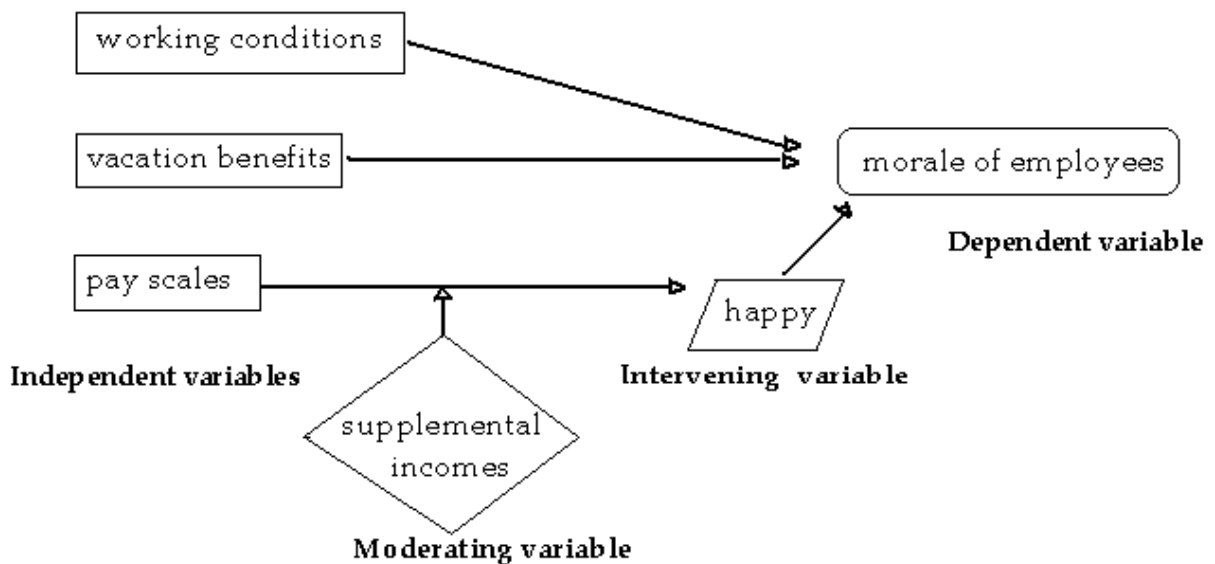 working conditions
vacation benefits
morale of employees
Dependent variable
pay scales
happy
Independent variables
Intervening variable
supplemental
incomes
Moderating variable